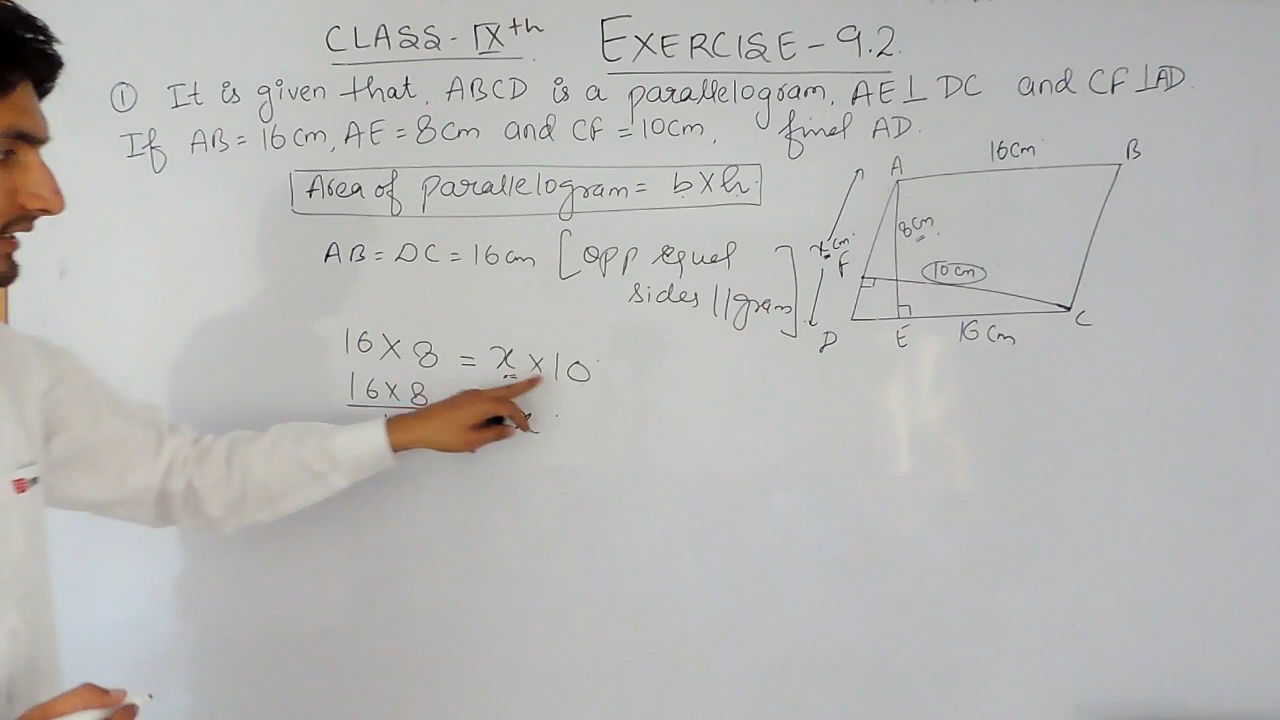 CLASS-IXth EXERCISE-9.2.
① It is given that, ABCD is a parallelogram, AE⊥DC and CF⊥AD.
If AB=16cm, AE=8cm and CF=10cm, find AD.
Area of parallelogram= b×h.
AB=DC=16cm [opp equal
sides ||gram]
16×8 = x×10
16×8
x
A
16cm
B
8cm.
x cm.
F
10cm
D
E
16cm
C